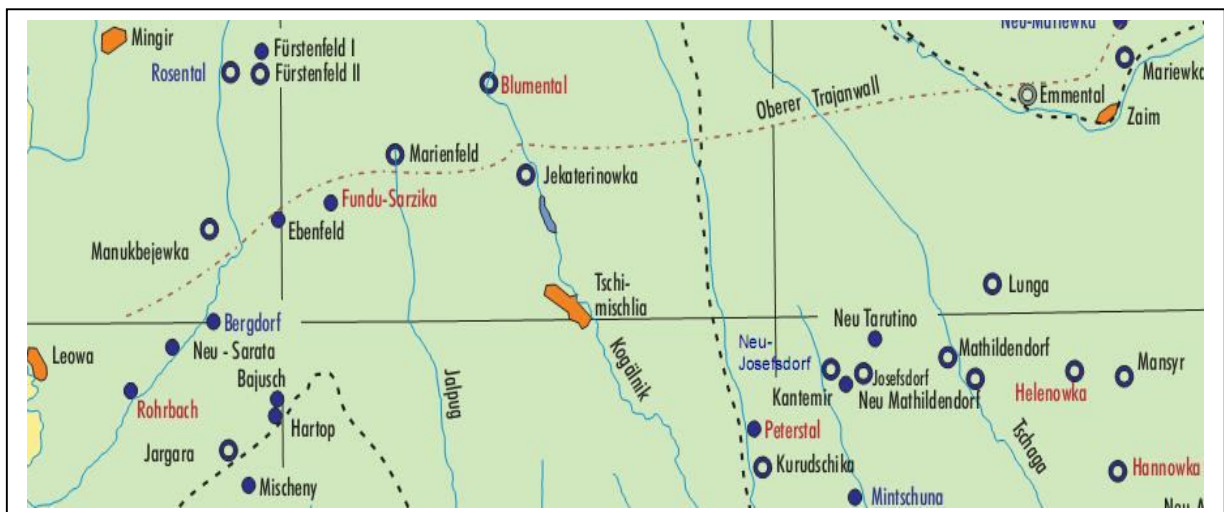 Mingir
Fürstenfeld I
Rosental
Fürstenfeld II
Blumental
Neu-Mariewka
Mariewka
Emmental
Zaim
Oberer Trajanwall
Marienfeld
Jekaterinowka
Fundu-Sarzika
Ebenfeld
Manukbejewka
Tschi-
mischlia
Lunga
Bergdorf
Neu - Sarata
Leowa
Bajusch
Rohrbach
Hartop
Jargara
Mischeny
Jalpug
Kogälnik
Neu Tarutino
Neu-
Josefsdorf
Josefsdorf
Kantemir
Neu Mathildendorf
Mathildendorf
Helenowka
Mansyr
Peterstal
Kurudschika
Mintschuna
Tschaga
Hannowka